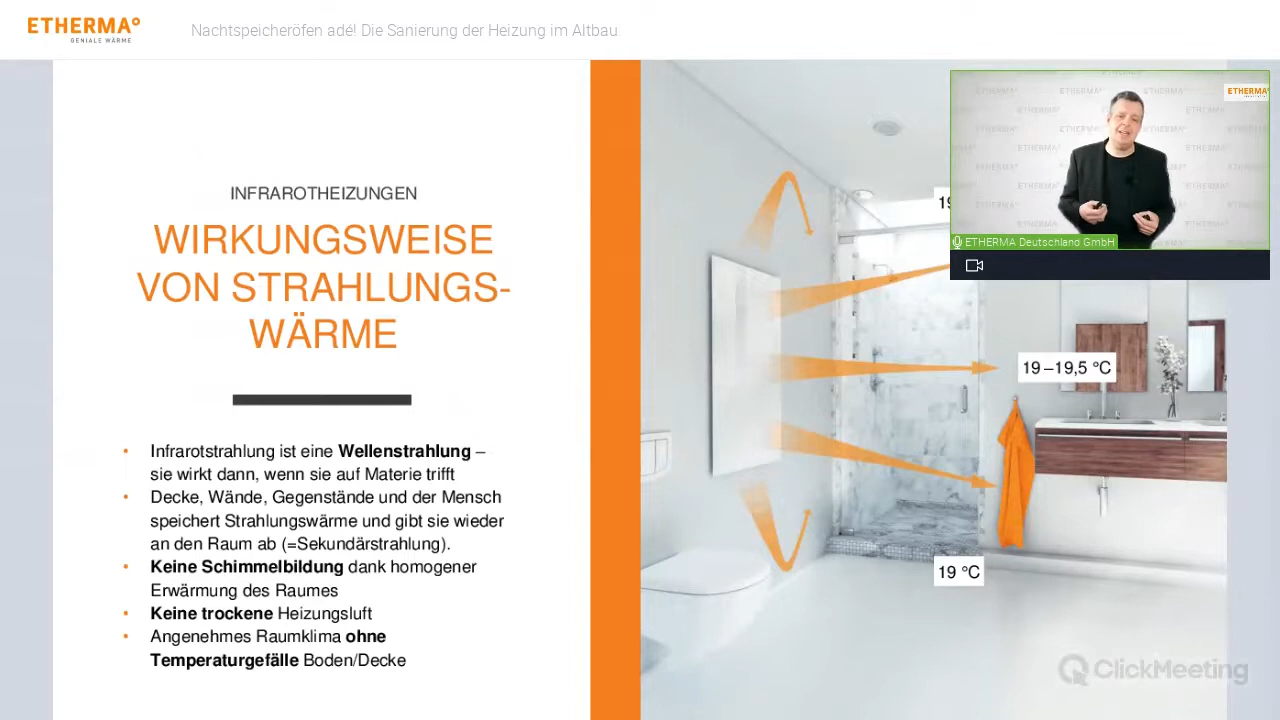 ETHERMA°
GENIALE WÄRME
Nachtspeicheröfen adé! Die Sanierung der Heizung im Altbau
INFRAROTHEIZUNGEN
WIRKUNGSWEISE
VON STRAHLUNGS-
WÄRME
• Infrarotstrahlung ist eine Wellenstrahlung –
sie wirkt dann, wenn sie auf Materie trifft
• Decke, Wände, Gegenstände und der Mensch
speichert Strahlungswärme und gibt sie wieder
an den Raum ab (=Sekundärstrahlung).
• Keine Schimmelbildung dank homogener
Erwärmung des Raumes
• Keine trockene Heizungsluft
• Angenehmes Raumklima ohne
Temperaturgefälle Boden/Decke
19 –19,5 °C
19 °C
ETHERMA°
ETHERMA Deutschland GmbH
ClickMeeting